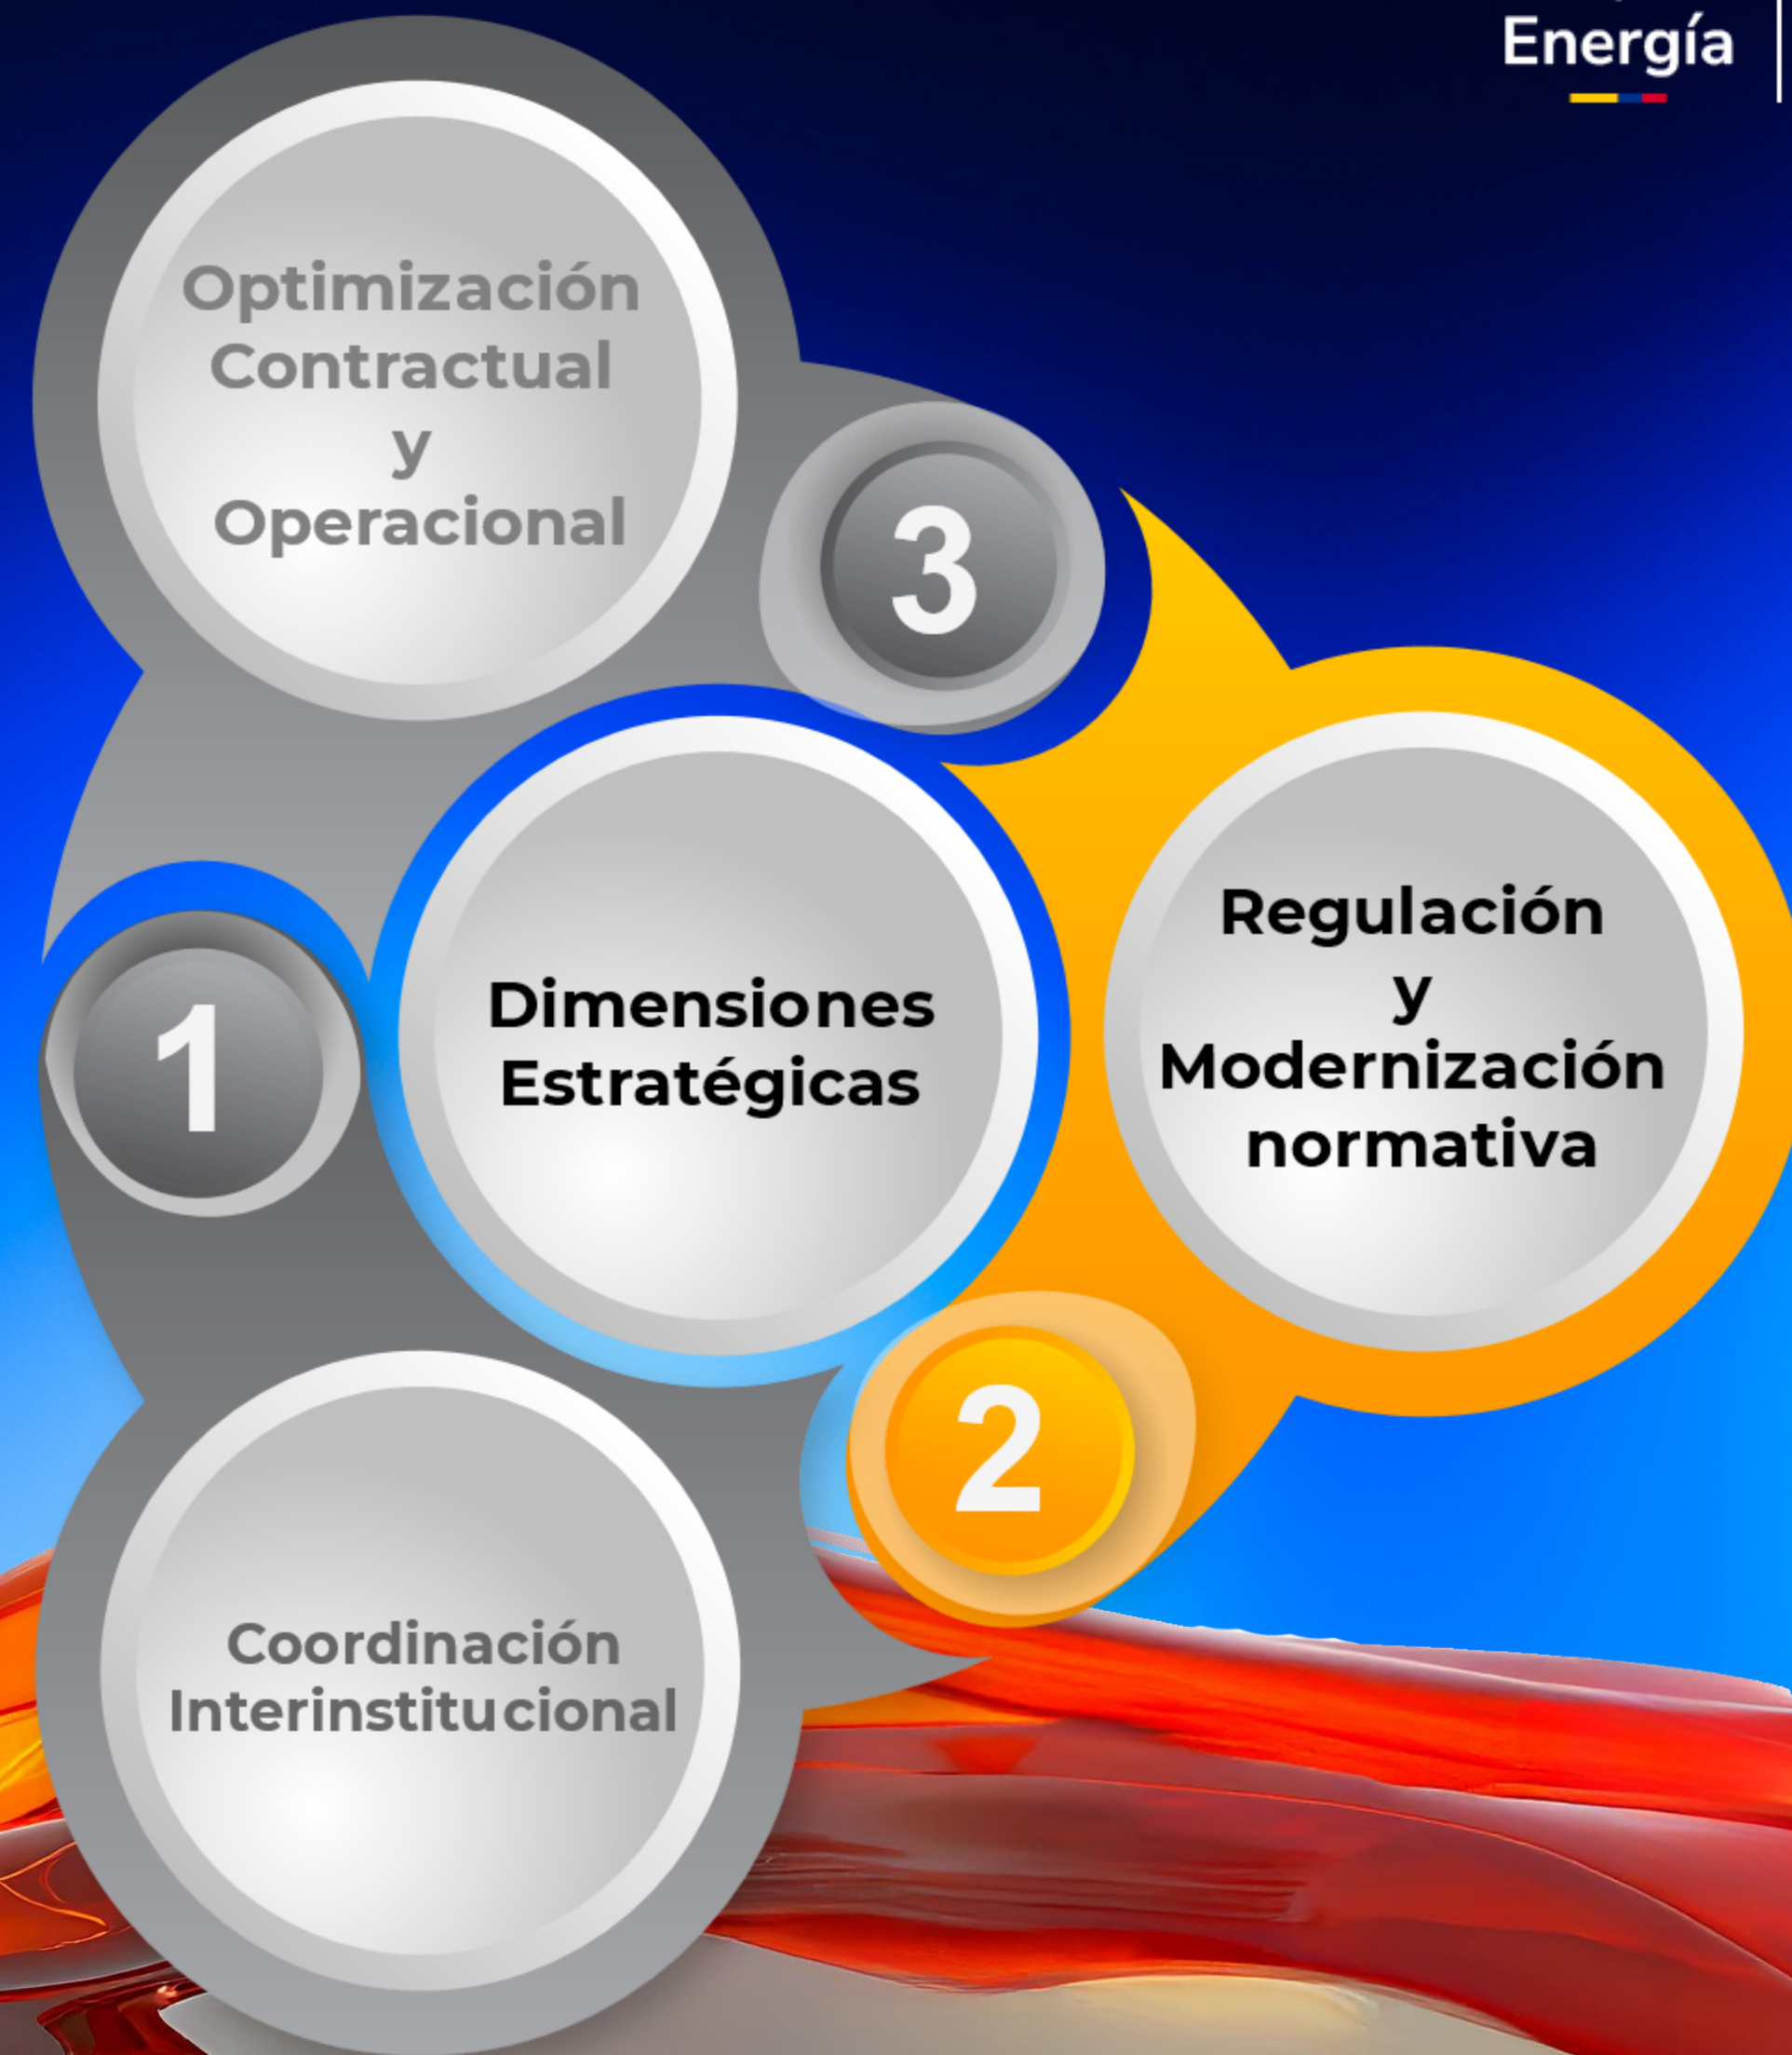 Energía
Optimización
Contractual
y
Operacional
3
Regulación
y
Modernización
normativa
Dimensiones
Estratégicas
1
2
Coordinación
Interinstitucional